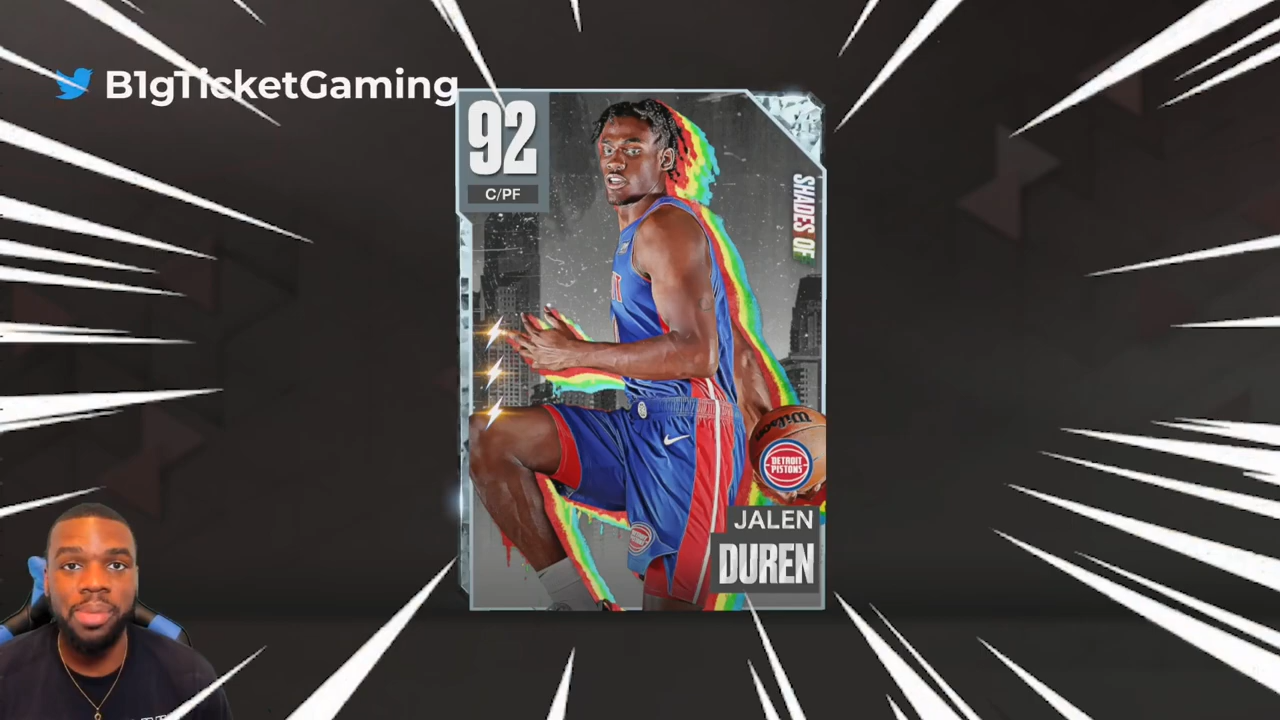 B1gTicketGaming
92
C/PF
SHADES OF
Wilson
DETROIT
PISTONS
JALEN
DUREN